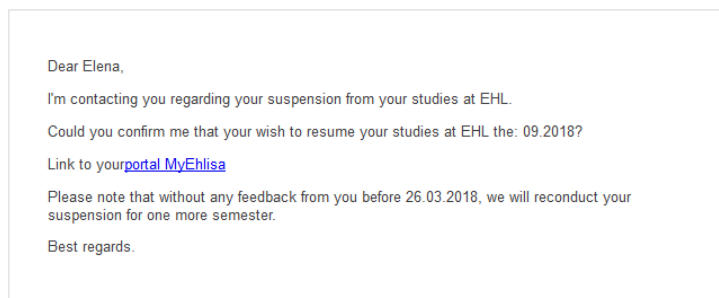 Dear Elena,
I'm contacting you regarding your suspension from your studies at EHL.
Could you confirm me that your wish to resume your studies at EHL the: 09.2018?
Link to yourportal MyEhlisa
Please note that without any feedback from you before 26.03.2018, we will reconduct your
suspension for one more semester.
Best regards.